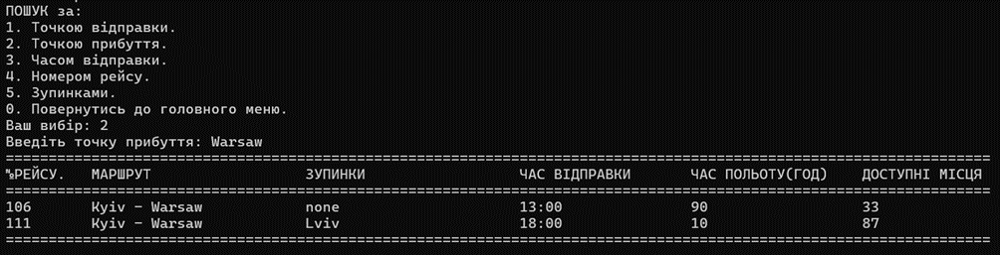 ПОШУК за:
1. Точкою відправки.
2. Точкою прибуття.
3. Часом відправки.
4. Номером рейсу.
5. Зупинками.
0. Повернутись до головного меню.
Ваш вибір: 2
Введіть точку прибуття: Warsaw
===================================================================================================================
№РЕЙСУ. МАРШРУТ ЗУПИНКИ ЧАС ВІДПРАВКИ ЧАС ПОЛЬОТУ(ГОД) ДОСТУПНІ МІСЦЯ
===================================================================================================================
106 Kyiv - Warsaw none 13:00 90 33
111 Kyiv - Warsaw Lviv 18:00 10 87
===================================================================================================================